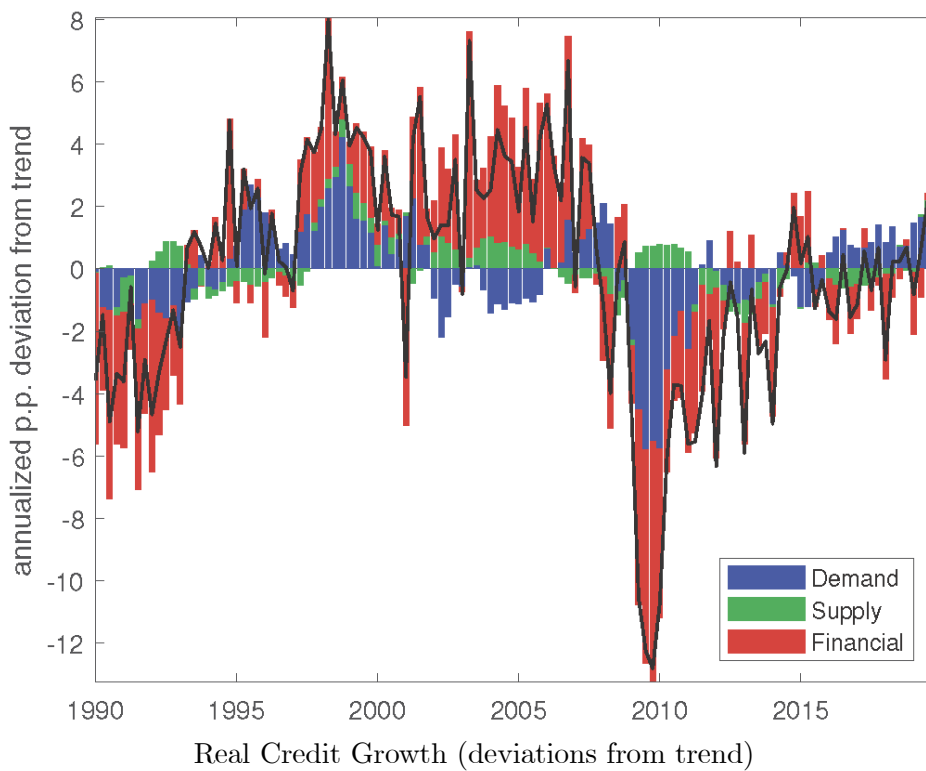 annualized p.p. deviation from trend
8
6
4
2
0
-2
-4
-6
-8
-10
-12
Demand
Supply
Financial
1990 1995 2000 2005 2010 2015
Real Credit Growth (deviations from trend)